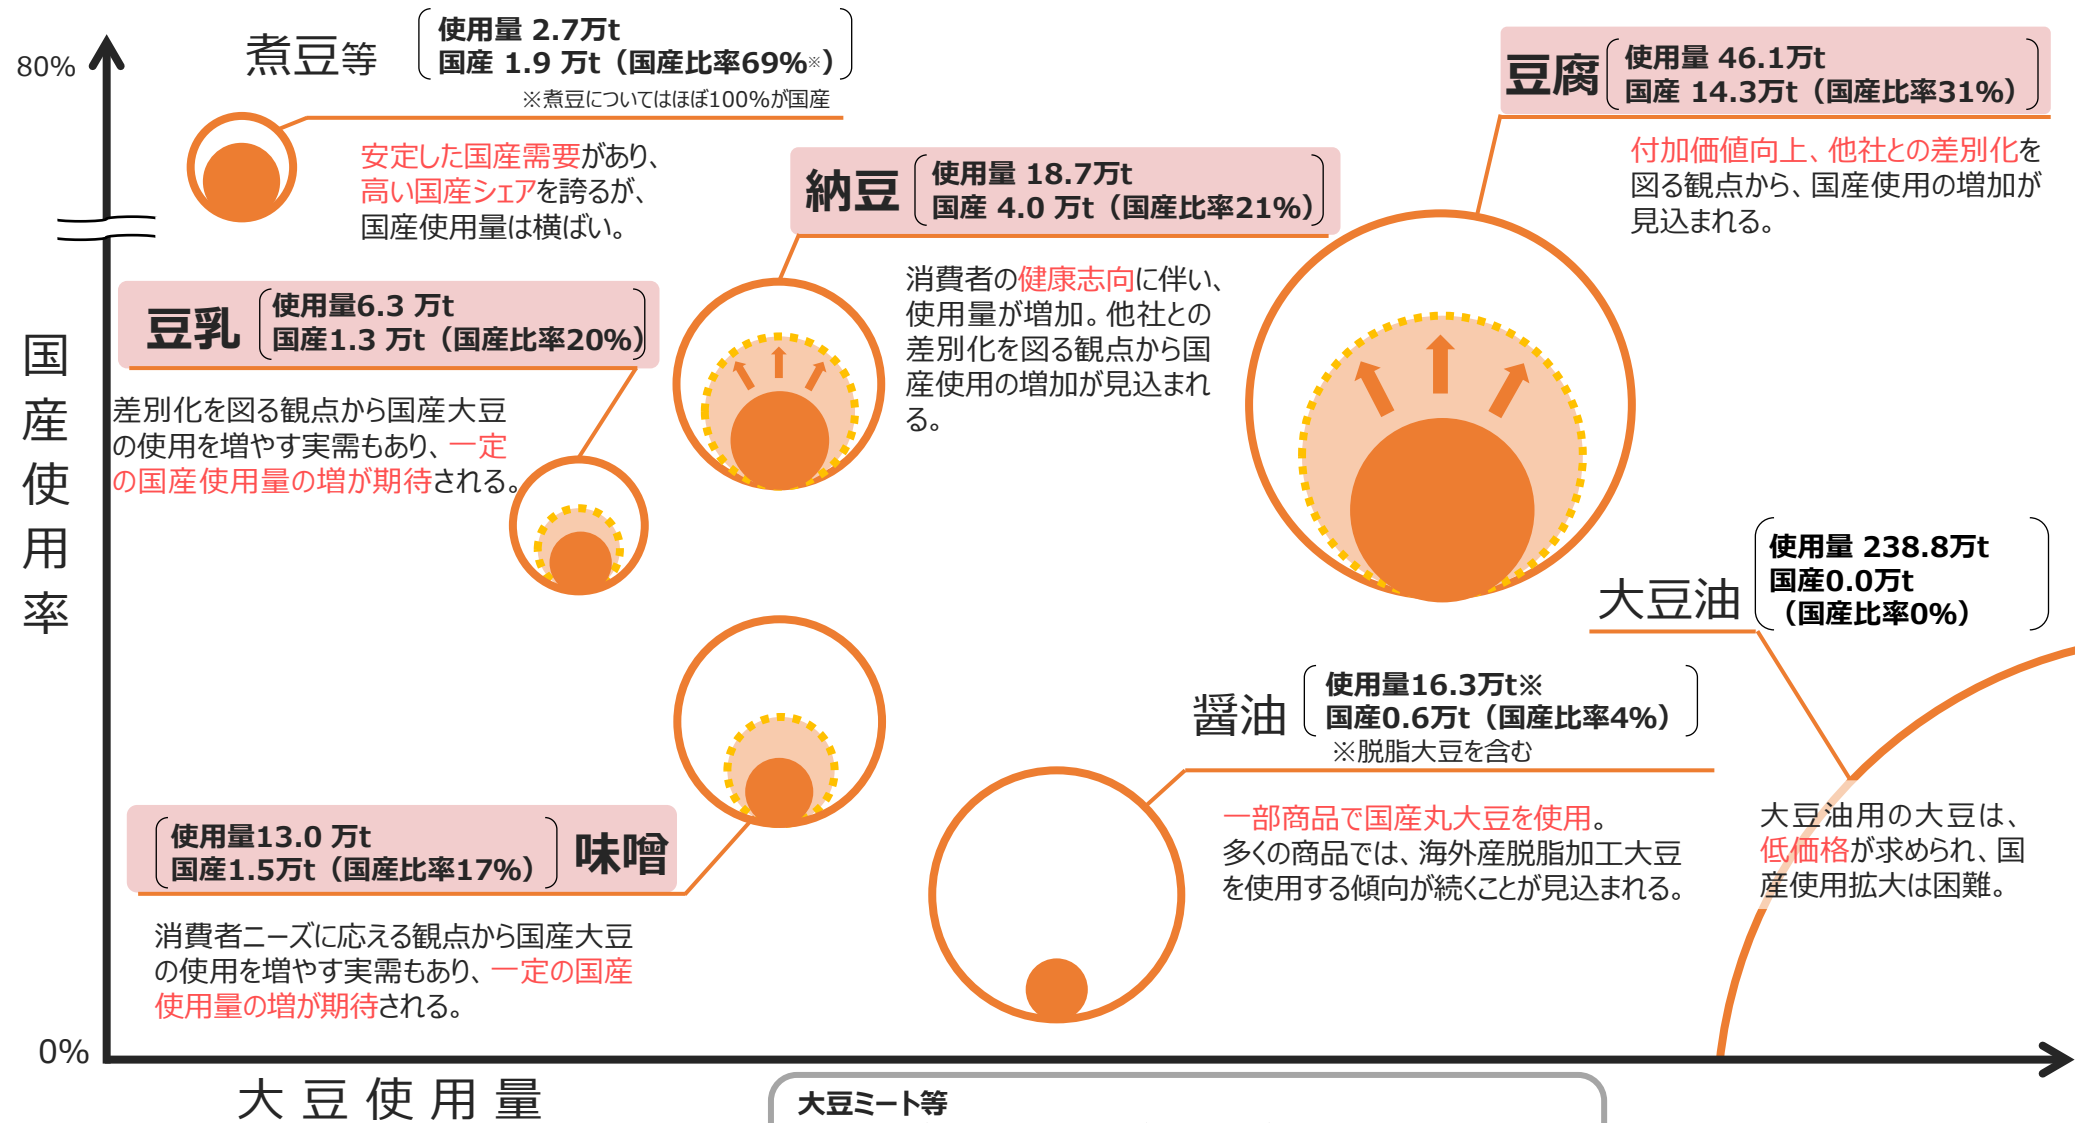 80%
煮豆等
使用量 2.7万t
国産 1.9 万t（国産比率69%※）
※煮豆についてはほぼ100%が国産
安定した国産需要があり、
高い国産シェアを誇るが、
国産使用量は横ばい。
豆腐
使用量 46.1万t
国産 14.3万t（国産比率31%）
付加価値向上、他社との差別化を
図る観点から、国産使用の増加が
見込まれる。
納豆
使用量 18.7万t
国産 4.0 万t（国産比率21%）
消費者の健康志向に伴い、
使用量が増加。他社との
差別化を図る観点から国
産使用の増加が見込まれ
る。
豆乳
使用量6.3 万t
国産1.3 万t（国産比率20%）
差別化を図る観点から国産大豆
の使用を増やす実需もあり、一定
の国産使用量の増が期待される。
国産使用率
大豆油
使用量 238.8万t
国産0.0万t
（国産比率0%）
大豆油用の大豆は、
低価格が求められ、国
産使用拡大は困難。
醤油
使用量16.3万t※
国産0.6万t（国産比率4%）
※脱脂大豆を含む
一部商品で国産丸大豆を使用。
多くの商品では、海外産脱脂加工大豆
を使用する傾向が続くことが見込まれる。
使用量13.0 万t
国産1.5万t（国産比率17%）
味噌
消費者ニーズに応える観点から国産大豆
の使用を増やす実需もあり、一定の国産
使用量の増が期待される。
0%
大豆使用量
大豆ミート等